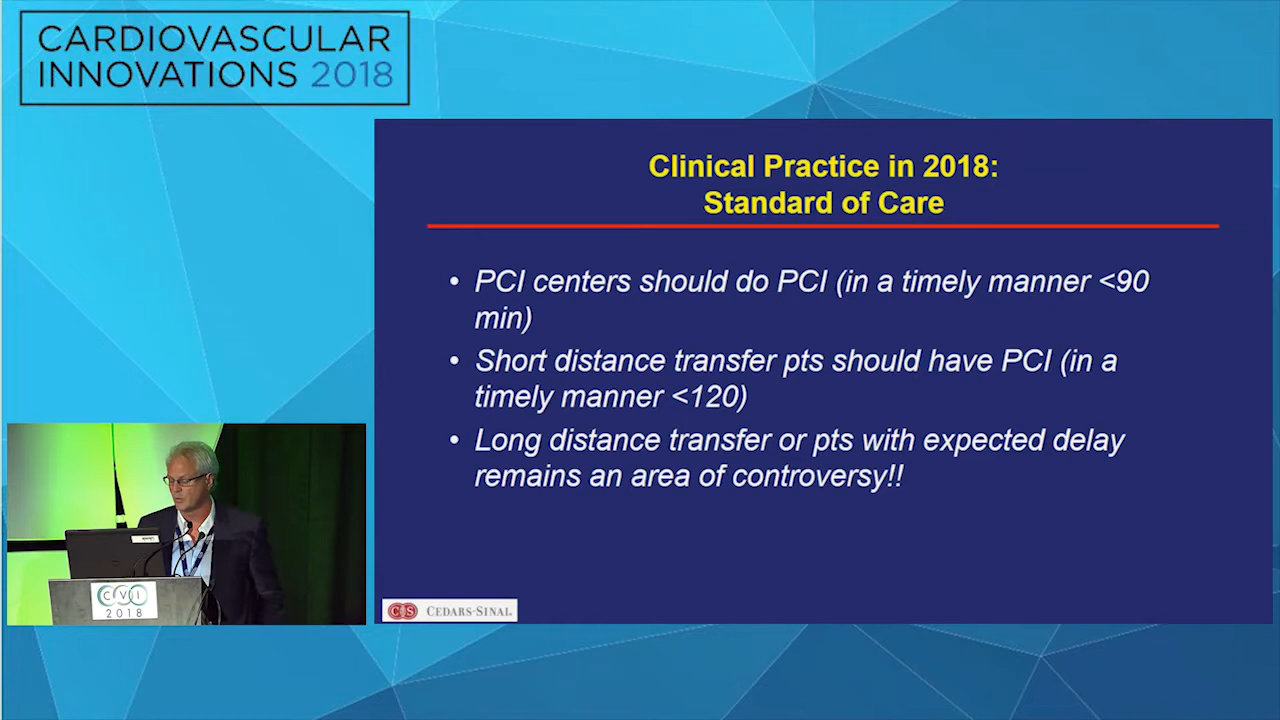 CARDIOVASCULAR
INNOVATIONS 2018
Clinical Practice in 2018:
Standard of Care
• PCI centers should do PCI (in a timely manner <90
min)
• Short distance transfer pts should have PCI (in a
timely manner <120)
• Long distance transfer or pts with expected delay
remains an area of controversy!!
CVI
2018
CS CEDARS-SINAI.